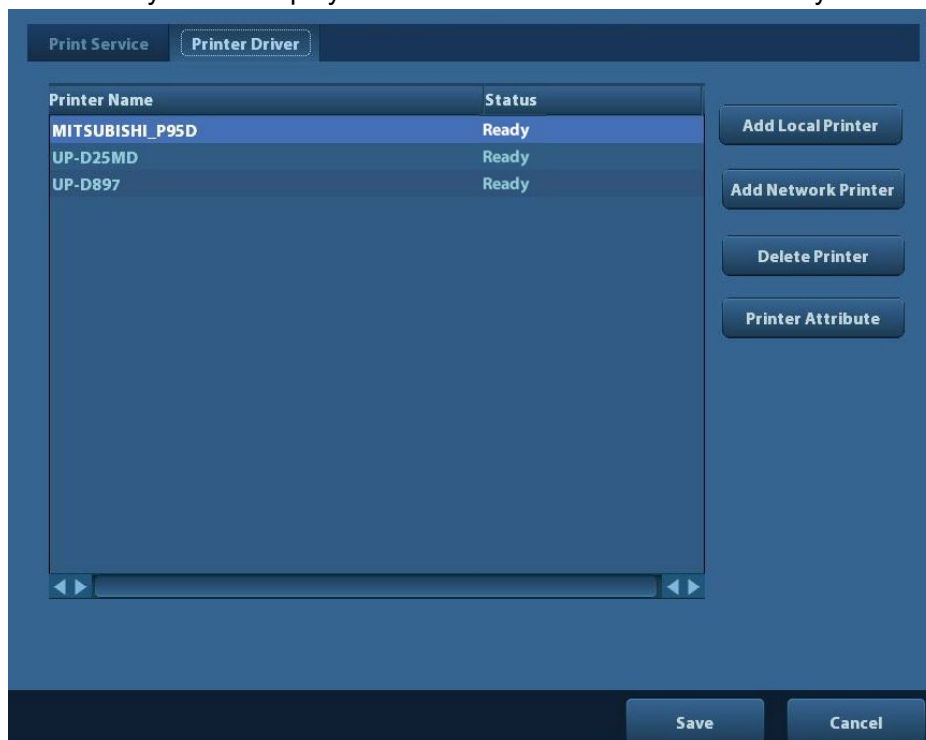 Print Service Printer Driver
Printer Name Status
MITSUBISHI_P95D Ready
UP-D25MD Ready
UP-D897 Ready
Add Local Printer
Add Network Printer
Delete Printer
Printer Attribute
Save Cancel